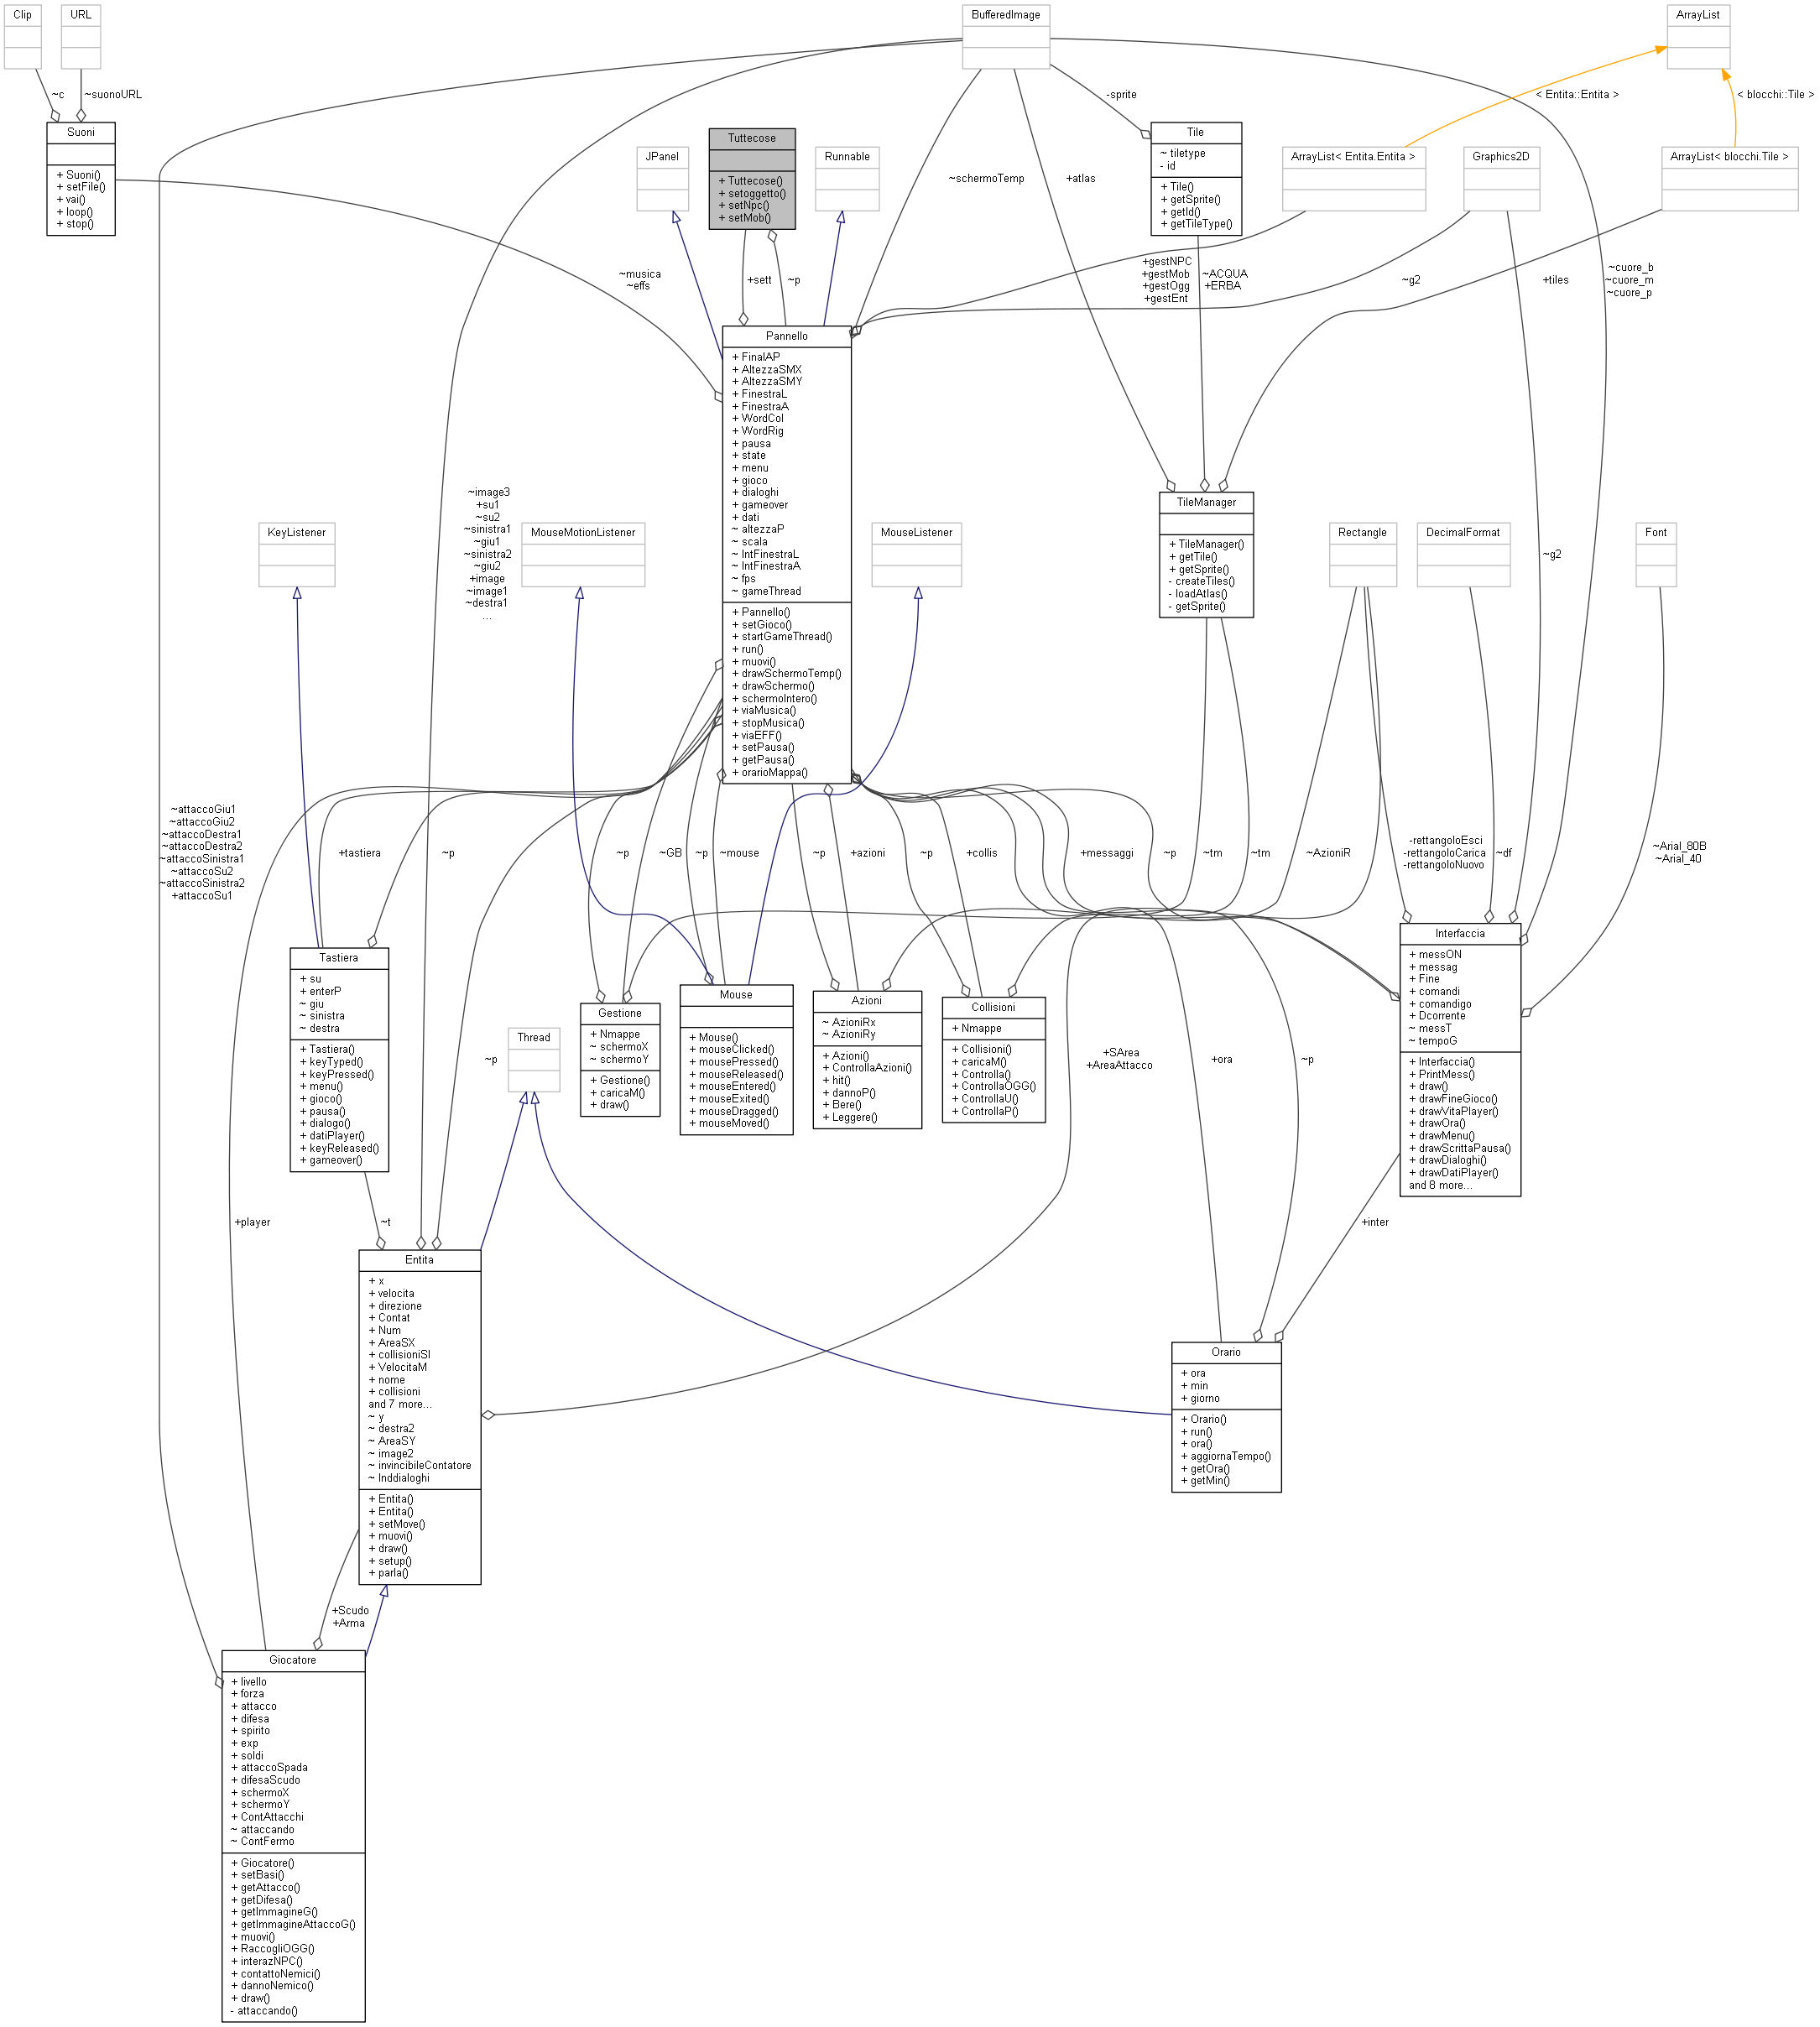 Clip
URL
BufferedImage
ArrayList
~c
~suonoURL
-sprite
< Entita::Entita >
< blocchi::Tile >
Suoni
+ Suoni()
+ setFile()
+ vai()
+ loop()
+ stop()
Tuttecose
+ Tuttecose()
+ setoggetto()
+ setNpc()
+ setMob()
Tile
~ tiletype
- id
+ Tile()
+ getSprite()
+ getId()
+ getTileType()
JPanel
Runnable
ArrayList< Entita.Entita >
Graphics2D
ArrayList< blocchi.Tile >
~schermoTemp
+atlas
~musica
~effs
+sett
~p
+gestNPC
+gestMob
+gestOgg
+gestEnt
~ACQUA
+ERBA
~g2
+tiles
~cuore_b
~cuore_m
~cuore_p
Pannello
+ FinalAP
+ AltezzaSMX
+ AltezzaSMY
+ FinestraL
+ FinestraA
+ WordCol
+ WordRig
+ pausa
+ state
+ menu
+ gioco
+ dialoghi
+ gameover
+ dati
~ altezzaP
~ scala
~ IntFinestraL
~ IntFinestraA
~ fps
~ gameThread
+ Pannello()
+ setGioco()
+ startGameThread()
+ run()
+ muovi()
+ drawSchermoTemp()
+ drawSchermo()
+ schermoIntero()
+ viaMusica()
+ stopMusica()
+ viaEFF()
+ setPausa()
+ getPausa()
+ orarioMappa()
~image3
+su1
~su2
~sinistra1
~giu1
~sinistra2
~giu2
+image
~image1
~destra1
...
KeyListener
MouseMotionListener
MouseListener
TileManager
+ TileManager()
+ getTile()
+ getSprite()
- createTiles()
- loadAtlas()
- getSprite()
Rectangle
DecimalFormat
Font
~g2
~attaccoGiu1
~attaccoGiu2
~attaccoDestra1
~attaccoDestra2
~attaccoSinistra1
~attaccoSu2
~attaccoSinistra2
+attaccoSu1
+tastiera
~p
~p
~GB
~p
~mouse
~p
+azioni
~p
+collis
+messaggi
~p
~tm
~tm
~AzioniR
-rettangoloEsci
-rettangoloCarica
-rettangoloNuovo
~df
~Arial_80B
~Arial_40
Tastiera
+ su
+ enterP
~ giu
~ sinistra
~ destra
+ Tastiera()
+ keyTyped()
+ keyPressed()
+ menu()
+ gioco()
+ pausa()
+ dialogo()
+ datiPlayer()
+ keyReleased()
+ gameover()
Gestione
+ Nmappe
~ schermoX
~ schermoY
+ Gestione()
+ caricaM()
+ draw()
Mouse
+ Mouse()
+ mouseClicked()
+ mousePressed()
+ mouseReleased()
+ mouseEntered()
+ mouseExited()
+ mouseDragged()
+ mouseMoved()
Azioni
~ AzioniRx
~ AzioniRy
+ Azioni()
+ ControllaAzioni()
+ hit()
+ dannoP()
+ Bere()
+ Leggere()
Collisioni
+ Nmappe
+ Collisioni()
+ caricaM()
+ Controlla()
+ ControllaOGG()
+ ControllaU()
+ ControllaP()
Interfaccia
+ messON
+ messag
+ Fine
+ comandi
+ comandigo
+ Dcorrente
~ messT
~ tempoG
+ Interfaccia()
+ PrintMess()
+ draw()
+ drawFineGioco()
+ drawVitaPlayer()
+ drawOra()
+ drawMenu()
+ drawScrittaPausa()
+ drawDialoghi()
+ drawDatiPlayer()
and 8 more...
Thread
~p
+SArea
+AreaAttacco
+ora
~p
+player
~t
+inter
Entita
+ x
+ velocita
+ direzione
+ Contat
+ Num
+ AreaSX
+ collisioniSI
+ VelocitaM
+ nome
+ collisioni
and 7 more...
~ y
~ destra2
~ AreaSY
~ image2
~ invincibileContatore
~ Inddialoghi
+ Entita()
+ Entita()
+ setMove()
+ muovi()
+ draw()
+ setup()
+ parla()
Orario
+ ora
+ min
+ giorno
+ Orario()
+ run()
+ ora()
+ aggiornaTempo()
+ getOra()
+ getMin()
+Scudo
+Arma
Giocatore
+ livello
+ forza
+ attacco
+ difesa
+ spirito
+ exp
+ soldi
+ attaccoSpada
+ difesaScudo
+ schermoX
+ schermoY
+ ContAttacchi
~ attaccando
~ ContFermo
+ Giocatore()
+ setBasi()
+ getAttacco()
+ getDifesa()
+ getImmagineG()
+ getImmagineAttaccoG()
+ muovi()
+ RaccogliOGG()
+ interazNPC()
+ contattoNemici()
+ dannoNemico()
+ draw()
- attaccando()